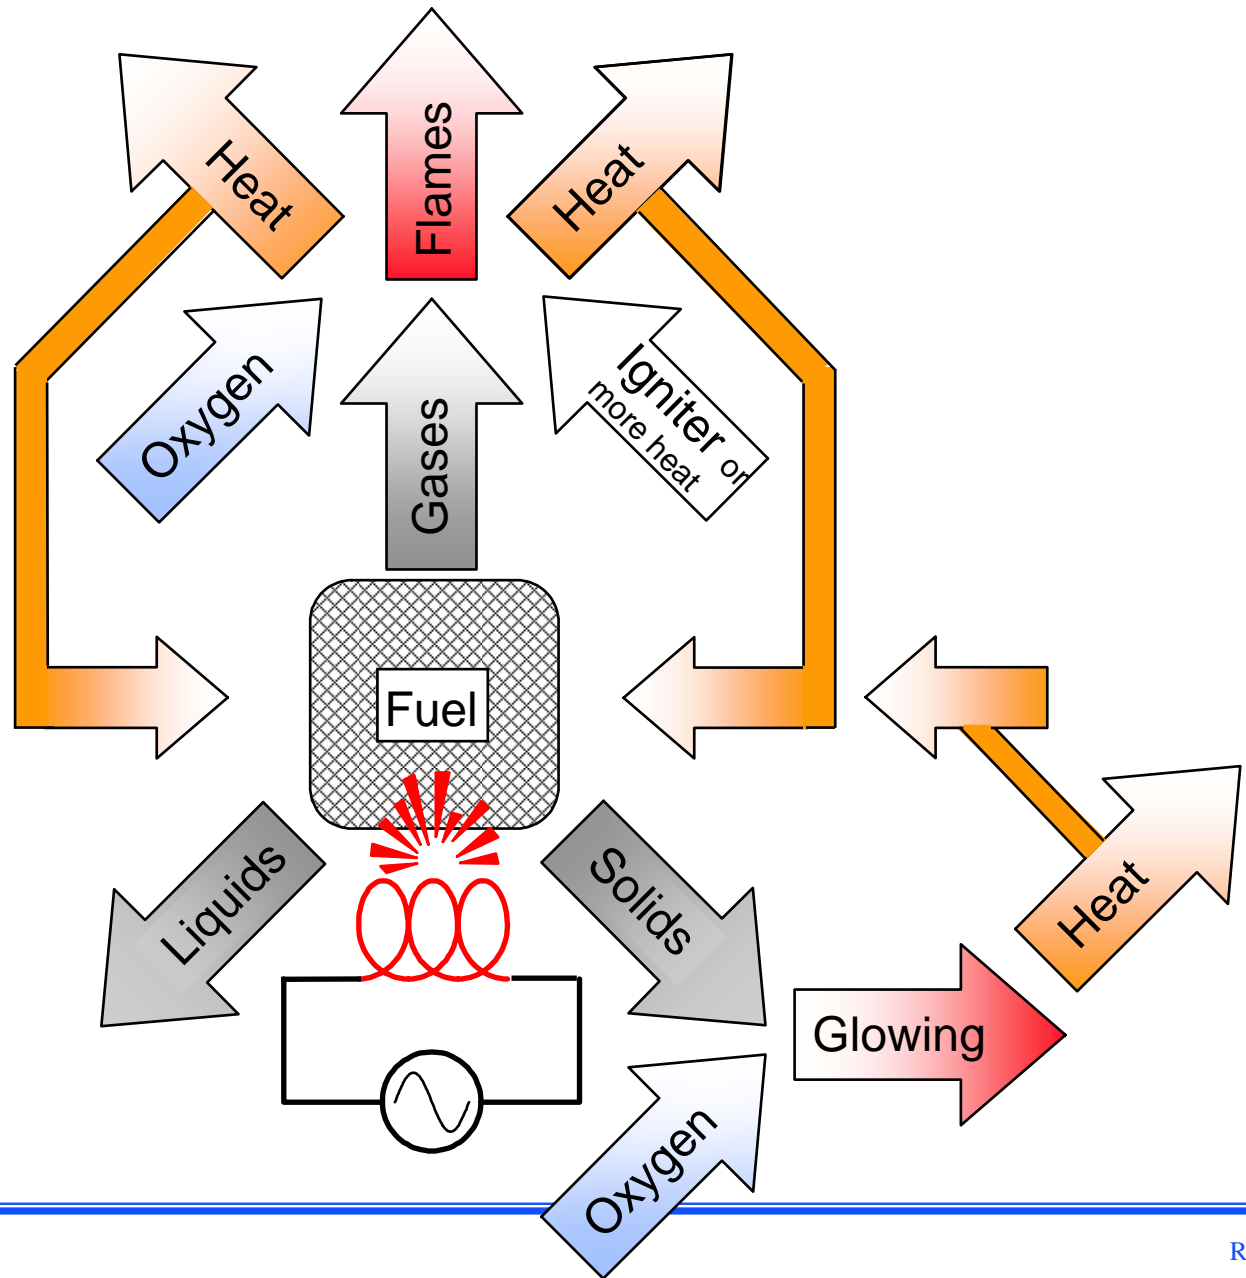 Flames
Heat
Heat
Oxygen
Gases
Igniter or
more heat
Fuel
Liquids
Solids
Heat
Glowing
Oxygen
R